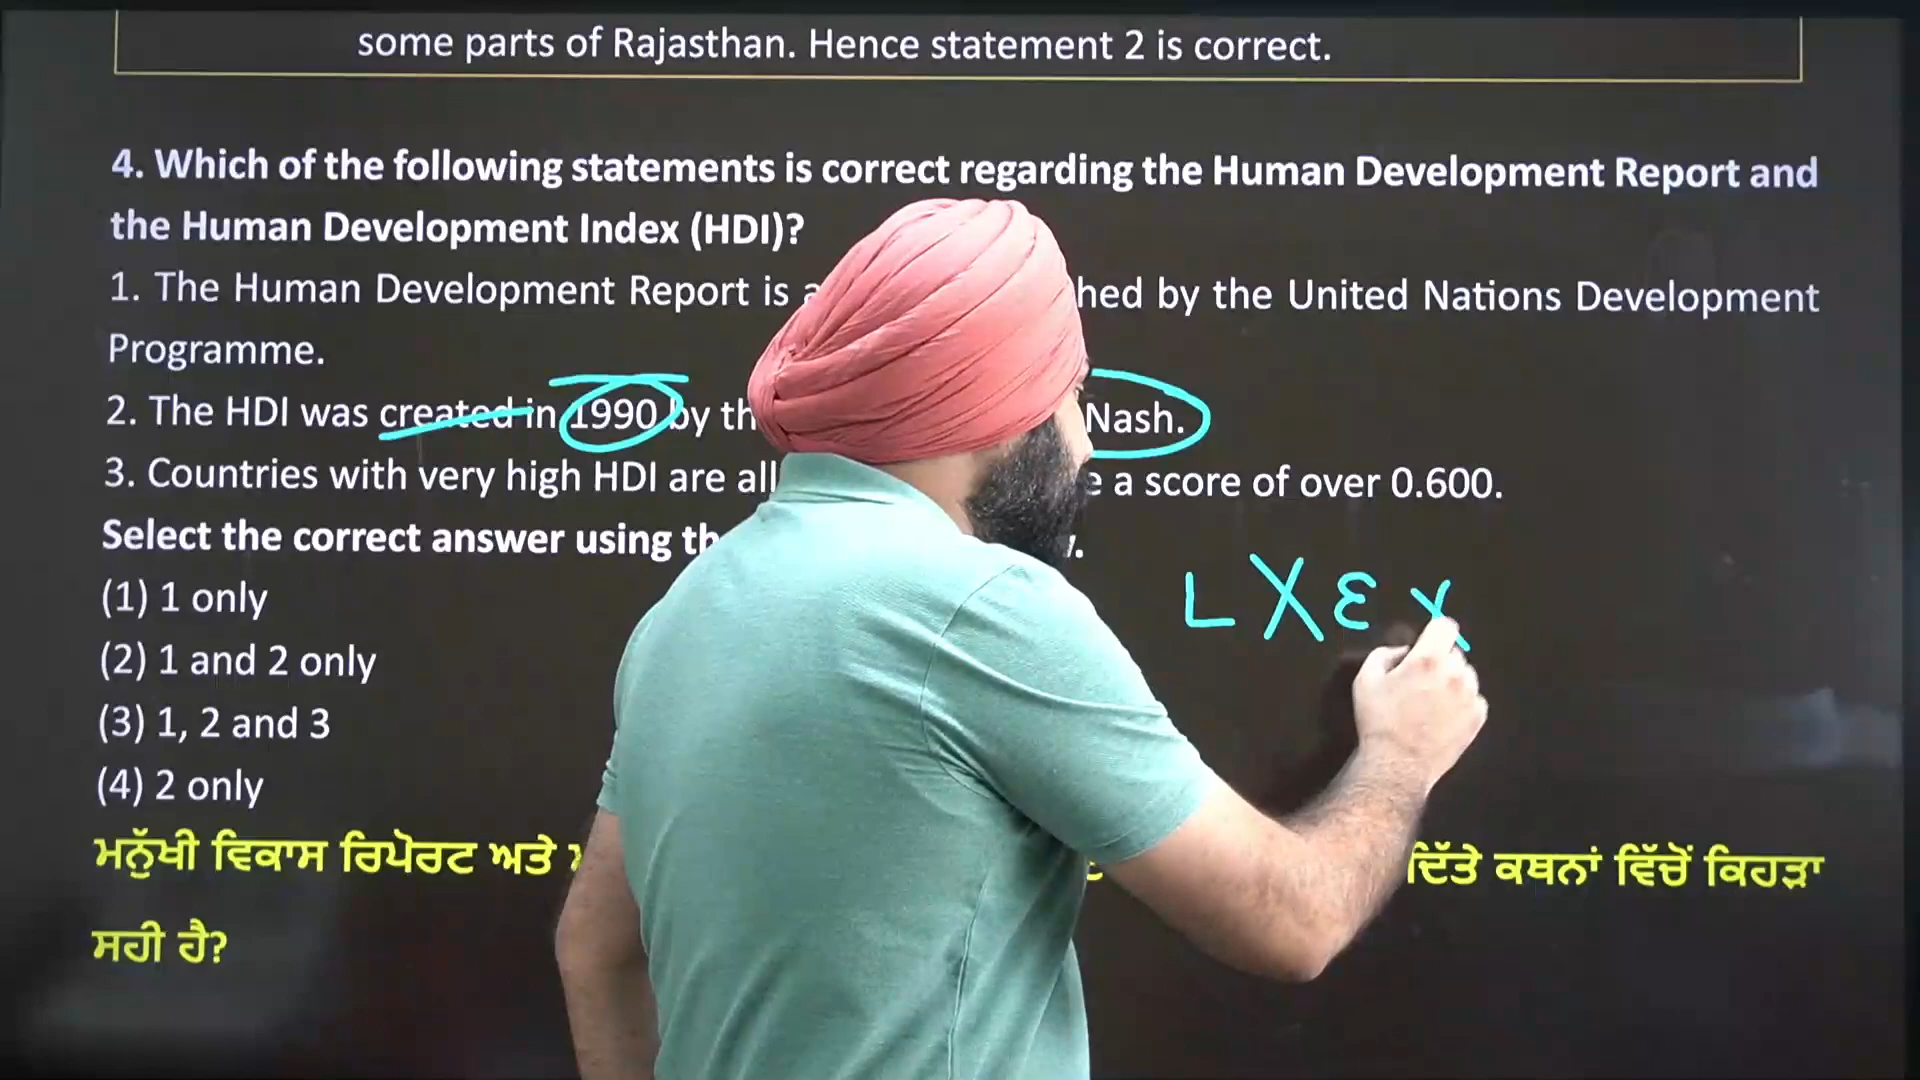 some parts of Rajasthan. Hence statement 2 is correct.
4. Which of the following statements is correct regarding the Human Development Report and
the Human Development Index (HDI)?
1. The Human Development Report is by the United Nations Development
Programme.
2. The HDI was created in 1990 by Nash.
3. Countries with very high HDI are all a score of over 0.600.
Select the correct answer using
(1) 1 only
(2) 1 and 2 only
(3) 1, 2 and 3
(4) 2 only
ਮਨੁੱਖੀ ਵਿਕਾਸ ਰਿਪੋਰਟ ਅਤੇ ਦਿੱਤੇ ਕਥਨਾਂ ਵਿੱਚੋਂ ਕਿਹੜਾ
ਸਹੀ ਹੈ?